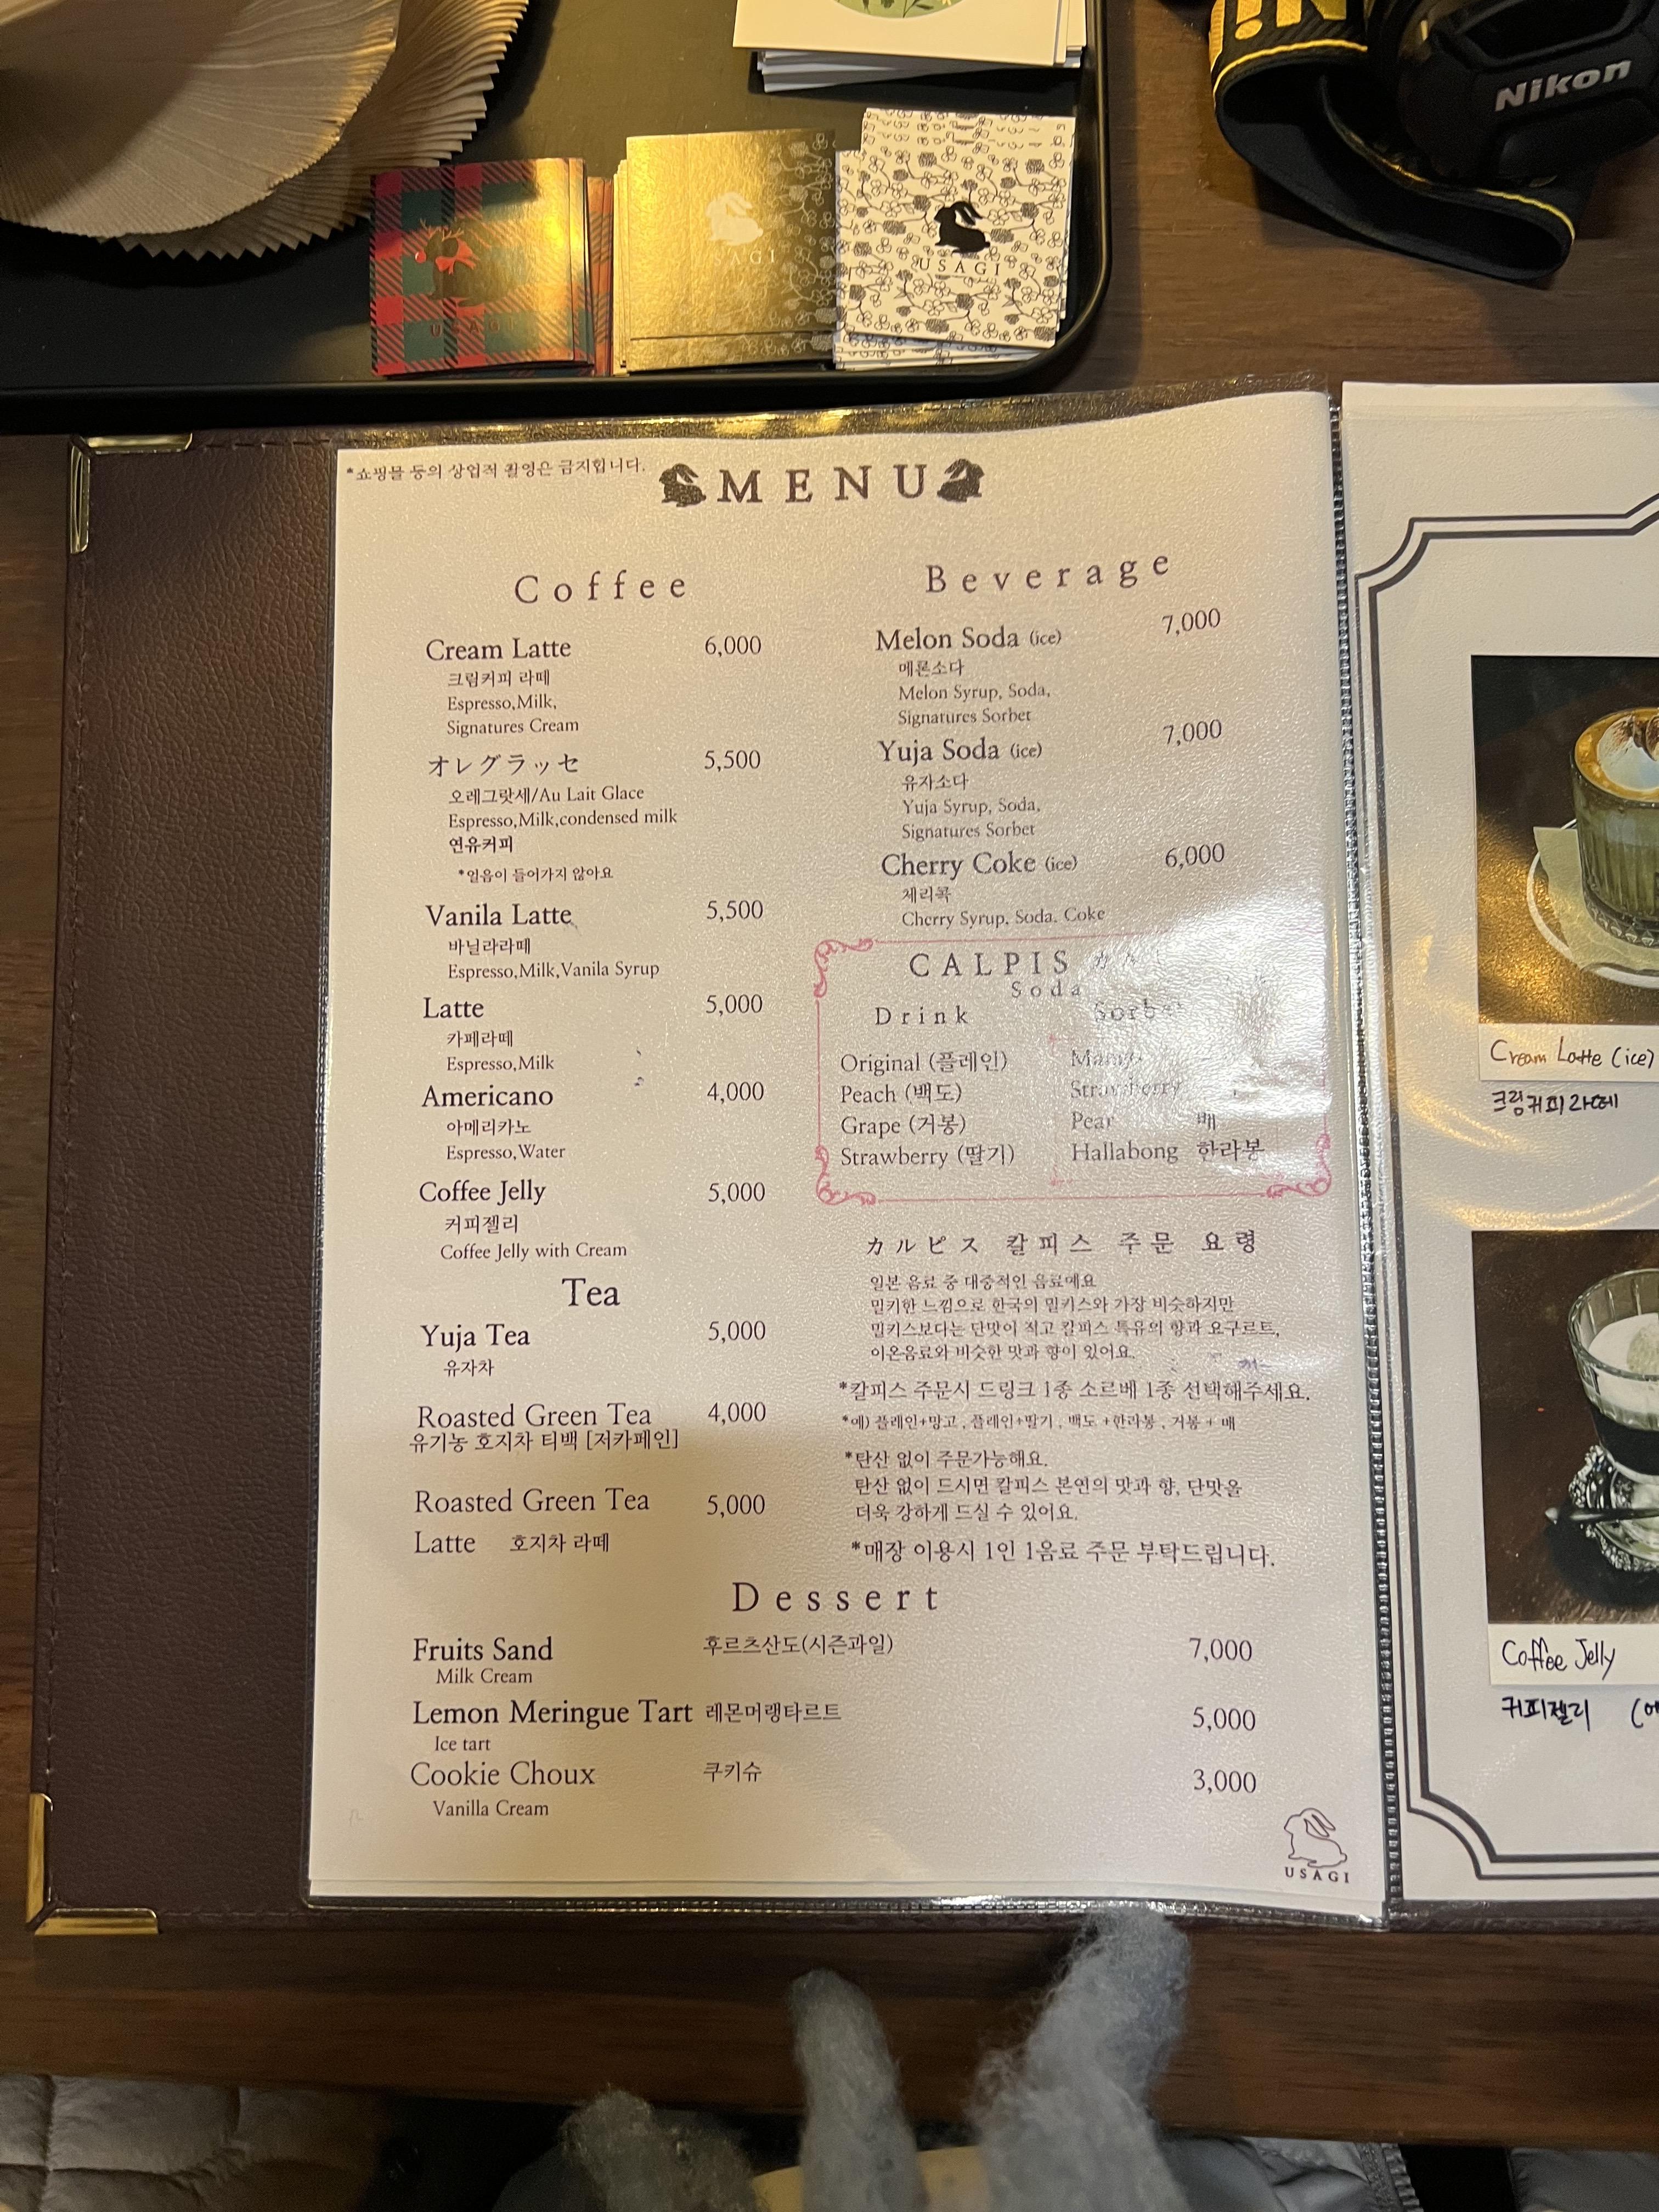 Nikon
USAGI
USAGI
USAGI
*쇼핑몰 등의 상업적 촬영은 금지합니다.
MENU
Coffee
Cream Latte 6,000
크림커피 라떼
Espresso,Milk,
Signatures Cream
オレグラッセ 5,500
오레그랏세/Au Lait Glace
Espresso,Milk,condensed milk
연유커피
*얼음이 들어가지 않아요
Vanila Latte 5,500
바닐라라떼
Espresso,Milk,Vanila Syrup
Latte 5,000
카페라떼
Espresso,Milk
Americano 4,000
아메리카노
Espresso,Water
Coffee Jelly 5,000
커피젤리
Coffee Jelly with Cream
Tea
Yuja Tea 5,000
유자차
Roasted Green Tea 4,000
유기농 호지차 티백 [저카페인]
Roasted Green Tea 5,000
Latte 호지차 라떼
Beverage
Melon Soda (ice) 7,000
메론소다
Melon Syrup, Soda,
Signatures Sorbet
Yuja Soda (ice) 7,000
유자소다
Yuja Syrup, Soda,
Signatures Sorbet
Cherry Coke (ice) 6,000
체리콕
Cherry Syrup, Soda. Coke
CALPIS
Soda
Drink
Original (플레인)
Peach (백도) Strawberry
Grape (거봉) Pear 배
Strawberry (딸기) Hallabong 한라봉
カルピス 칼피스 주문 요령
일본 음료 중 대중적인 음료예요
밀키한 느낌으로 한국의 밀키스와 가장 비슷하지만
밀키스보다는 단맛이 적고 칼피스 특유의 향과 요구르트,
이온음료와 비슷한 맛과 향이 있어요.
*칼피스 주문시 드링크 1종 소르베 1종 선택해주세요.
*예) 플레인+망고 , 플레인+딸기 , 백도 +한라봉 , 거봉 + 배
*탄산 없이 주문가능해요.
탄산 없이 드시면 칼피스 본연의 맛과 향, 단맛을
더욱 강하게 드실 수 있어요.
*매장 이용시 1인 1음료 주문 부탁드립니다.
Dessert
Fruits Sand 후르츠산도(시즌과일) 7,000
Milk Cream
Lemon Meringue Tart 레몬머랭타르트 5,000
Ice tart
Cookie Choux 쿠키슈 3,000
Vanilla Cream
USAGI
Cream Latte (ice)
크림커피라떼
Coffee Jelly
커피젤리